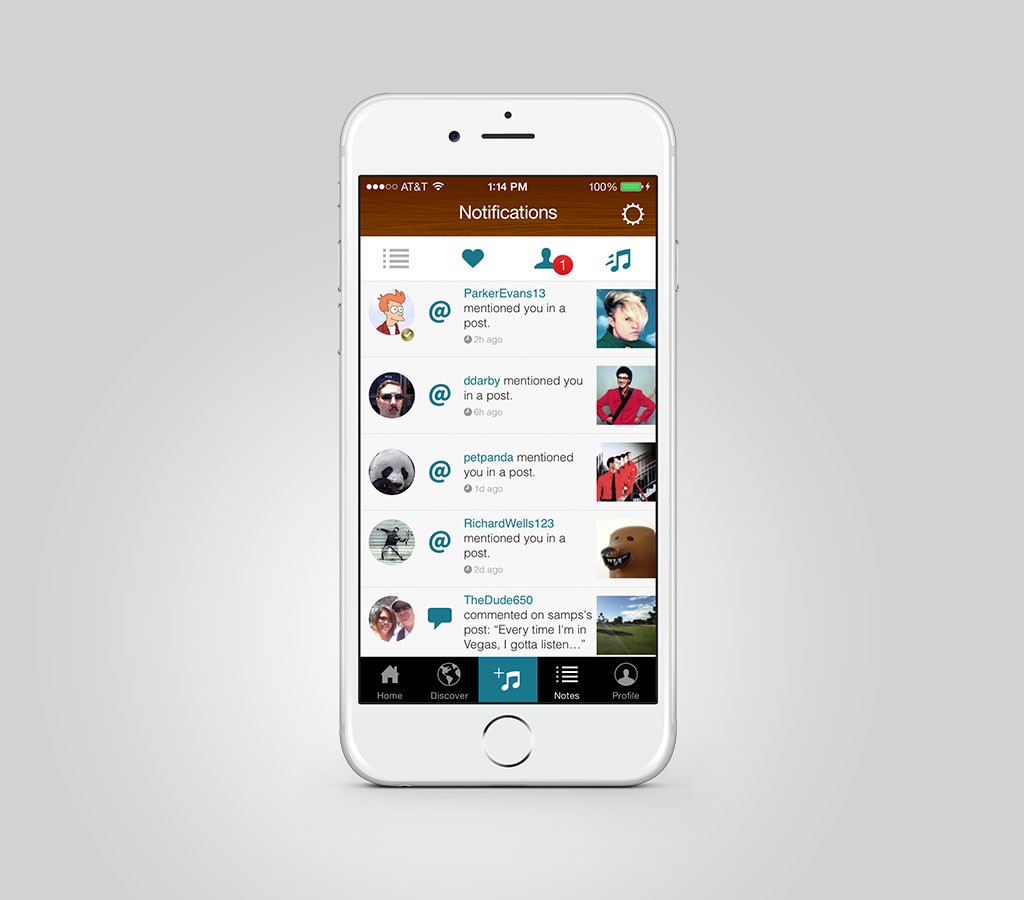 AT&T 1:14 PM 100%
Notifications
1
ParkerEvans13
mentioned you in a
post.
2h ago
ddarby mentioned you
in a post.
6h ago
petpanda mentioned
you in a post.
1d ago
RichardWells123
mentioned you in a
post.
2d ago
TheDude650
commented on samps's
post: “Every time I'm in
Vegas, I gotta listen…”
Home Discover Notes Profile